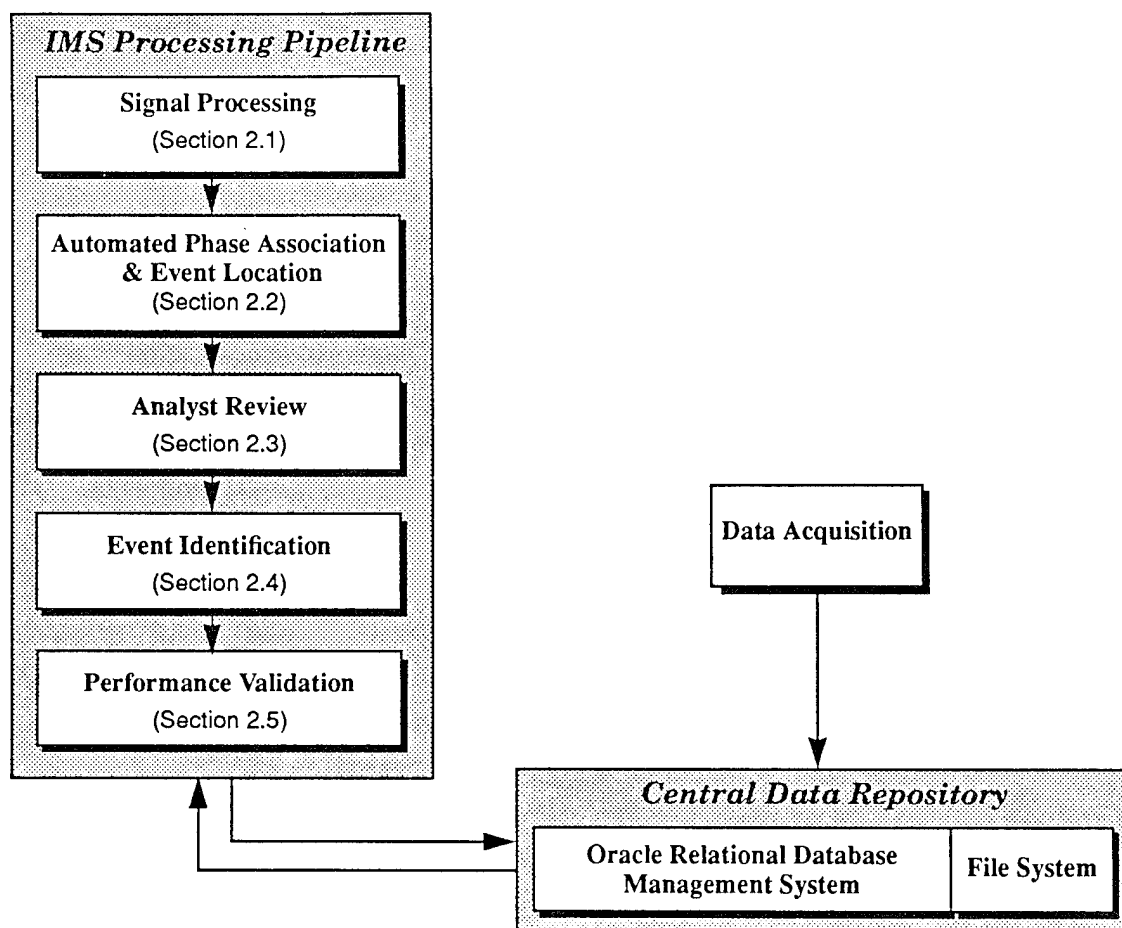 IMS Processing Pipeline
Signal Processing
(Section 2.1)
Automated Phase Association
& Event Location
(Section 2.2)
Analyst Review
(Section 2.3)
Event Identification
(Section 2.4)
Performance Validation
(Section 2.5)
Data Acquisition
Central Data Repository
Oracle Relational Database
Management System
File System